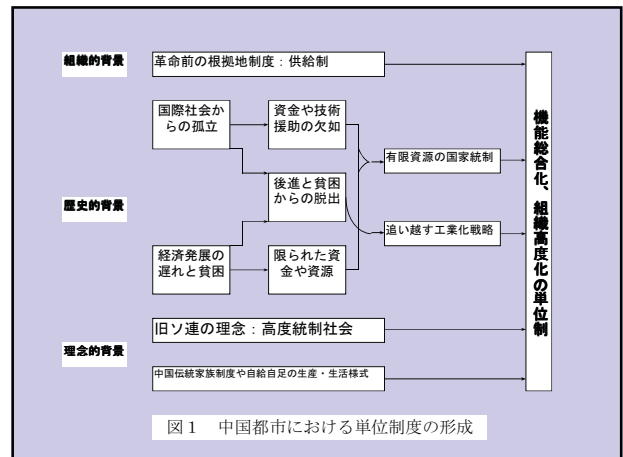 組織的背景
革命前の根拠地制度：供給制
国際社会か
らの孤立
資金や技術
援助の欠如
有限資源の国家統制
後進と貧困
からの脱出
歴史的背景
追い越す工業化戦略
経済発展の
遅れと貧困
限られた資
金や資源
機能総合化、組織高度化の単位制
旧ソ連の理念：高度統制社会
理念的背景
中国伝統家族制度や自給自足の生産・生活様式
図1　中国都市における単位制度の形成